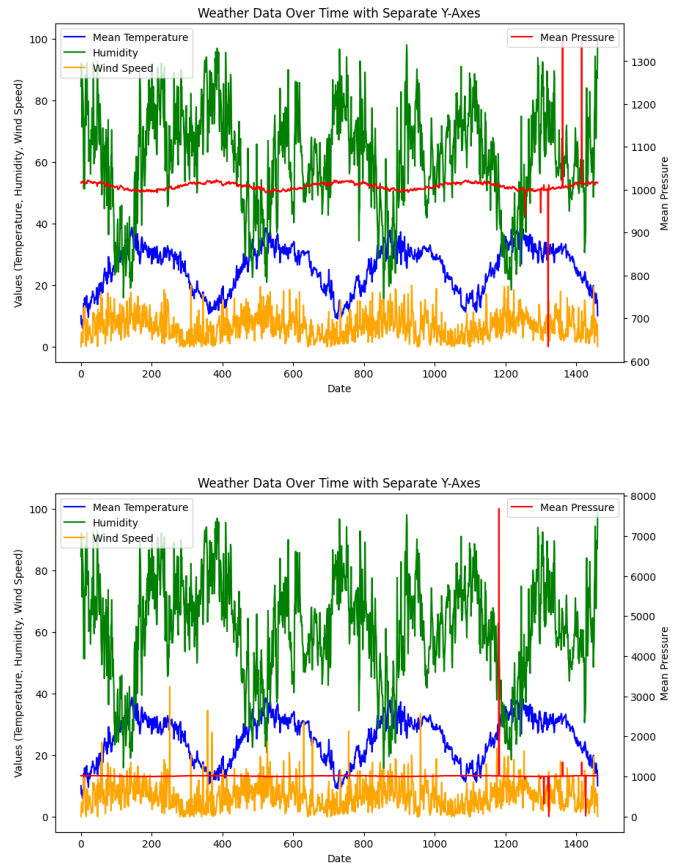 Weather Data Over Time with Separate Y-Axes
Mean Temperature
Humidity
Wind Speed
Mean Pressure
Values (Temperature, Humidity, Wind Speed)
100
80
60
40
20
0
1300
1200
1100
1000
900
800
700
600
Mean Pressure
0 200 400 600 800 1000 1200 1400
Date
Weather Data Over Time with Separate Y-Axes
Mean Temperature
Humidity
Wind Speed
Mean Pressure
Values (Temperature, Humidity, Wind Speed)
100
80
60
40
20
0
8000
7000
6000
5000
4000
3000
2000
1000
0
Mean Pressure
0 200 400 600 800 1000 1200 1400
Date